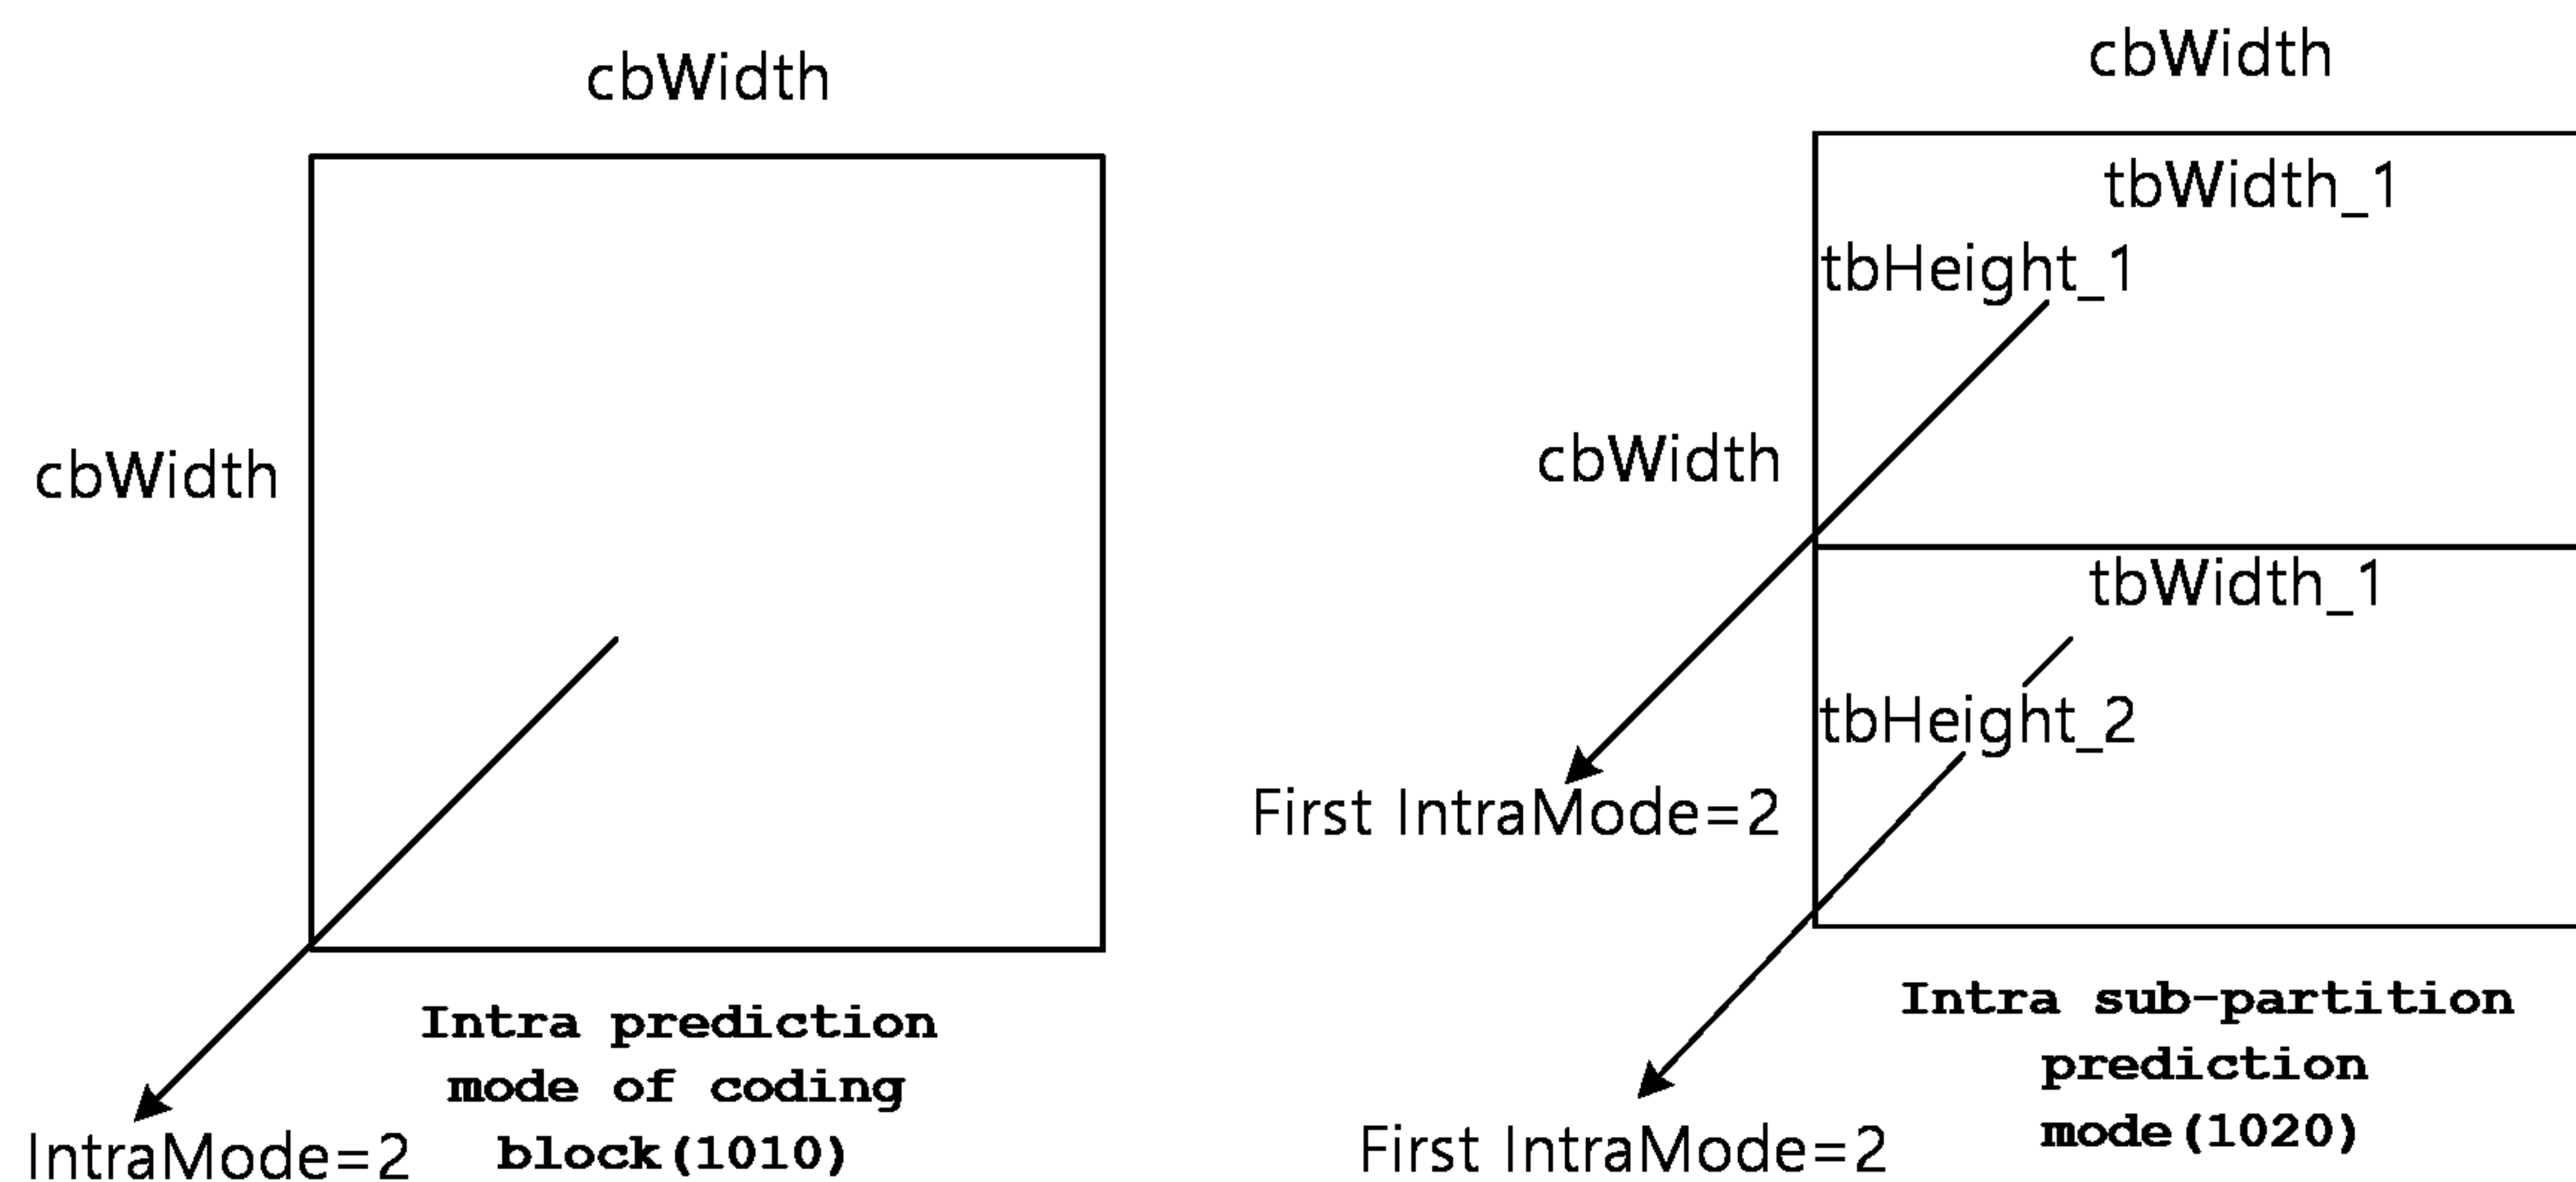 cbWidth
cbWidth
IntraMode=2
Intra prediction
mode of coding
block(1010)
cbWidth
tbWidth_1
tbHeight_1
cbWidth
tbWidth_1
tbHeight_2
First IntraMode=2
First IntraMode=2
Intra sub-partition
prediction
mode(1020)